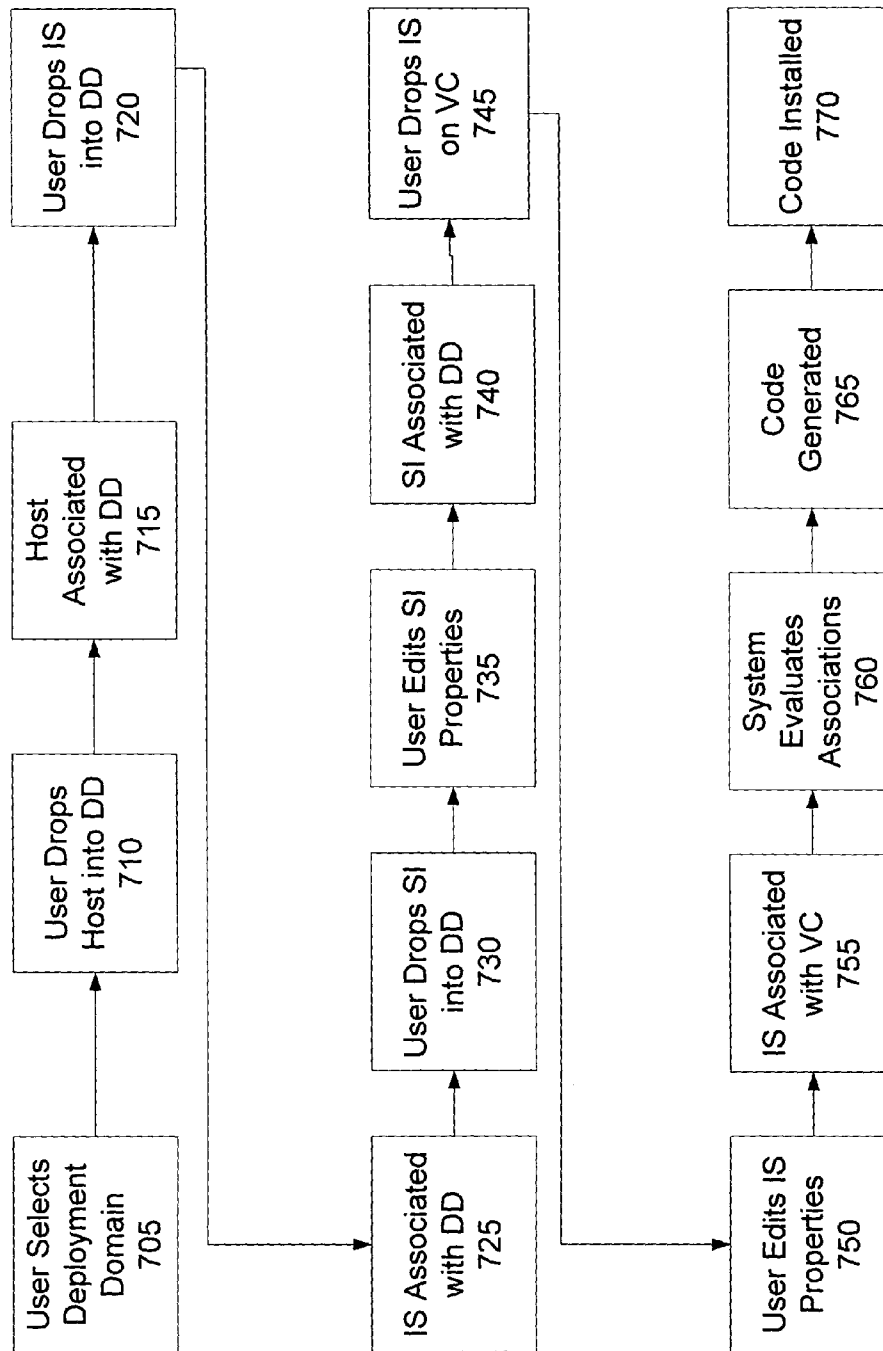 User Selects
Deployment
Domain
705
User Drops
Host into DD
710
Host
Associated
with DD
715
User Drops IS
into DD
720
IS Associated
with DD
725
User Drops SI
into DD
730
User Edits SI
Properties
735
SI Associated
with DD
740
User Drops IS
on VC
745
User Edits IS
Properties
750
IS Associated
with VC
755
System
Evaluates
Associations
760
Code
Generated
765
Code Installed
770